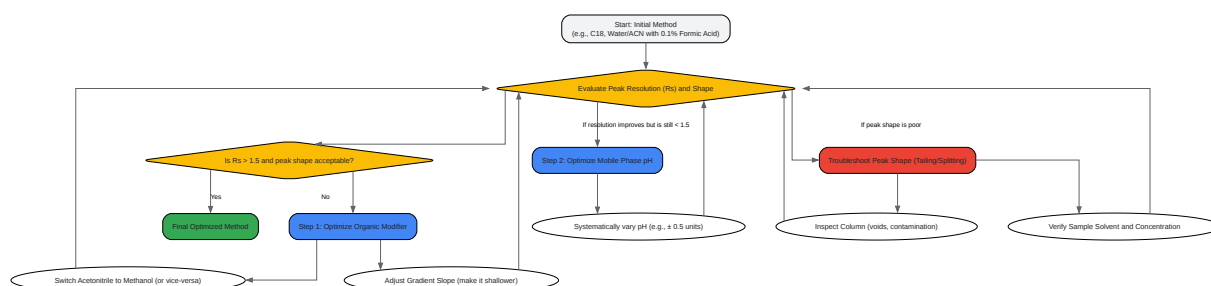 Start: Initial Method
(e.g., C18, Water/ACN with 0.1% Formic Acid)
Evaluate Peak Resolution (Rs) and Shape
If resolution improves but is still < 1.5
If peak shape is poor
Is Rs > 1.5 and peak shape acceptable?
Step 2: Optimize Mobile Phase pH
Troubleshoot Peak Shape (Tailing/Splitting)
Yes
No
Final Optimized Method
Step 1: Optimize Organic Modifier
Systematically vary pH (e.g., ± 0.5 units)
Inspect Column (voids, contamination)
Verify Sample Solvent and Concentration
Switch Acetonitrile to Methanol (or vice-versa)
Adjust Gradient Slope (make it shallower)